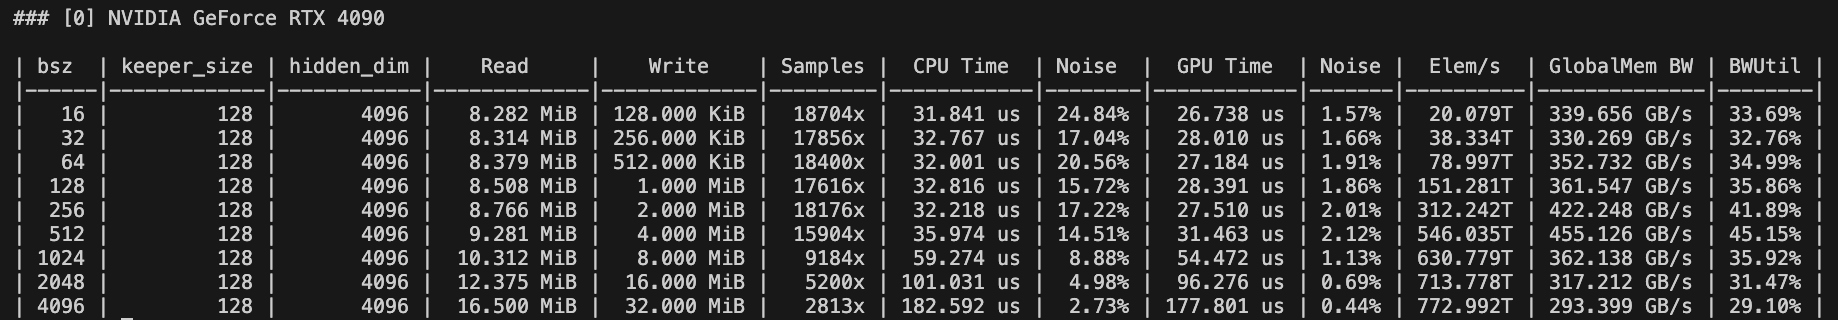 ### [0] NVIDIA GeForce RTX 4090
| bsz | keeper_size | hidden_dim | Read | Write | Samples | CPU Time | Noise | GPU Time | Noise | Elem/s | GlobalMem BW | BWUtil |
|------|-------------|------------|------------|-------------|---------|------------|--------|------------|-------|----------|--------------|--------|
| 16 | 128 | 4096 | 8.282 MiB | 128.000 KiB | 18704x | 31.841 us | 24.84% | 26.738 us | 1.57% | 20.079T | 339.656 GB/s | 33.69% |
| 32 | 128 | 4096 | 8.314 MiB | 256.000 KiB | 17856x | 32.767 us | 17.04% | 28.010 us | 1.66% | 38.334T | 330.269 GB/s | 32.76% |
| 64 | 128 | 4096 | 8.379 MiB | 512.000 KiB | 18400x | 32.001 us | 20.56% | 27.184 us | 1.91% | 78.997T | 352.732 GB/s | 34.99% |
| 128 | 128 | 4096 | 8.508 MiB | 1.000 MiB | 17616x | 32.816 us | 15.72% | 28.391 us | 1.86% | 151.281T | 361.547 GB/s | 35.86% |
| 256 | 128 | 4096 | 8.766 MiB | 2.000 MiB | 18176x | 32.218 us | 17.22% | 27.510 us | 2.01% | 312.242T | 422.248 GB/s | 41.89% |
| 512 | 128 | 4096 | 9.281 MiB | 4.000 MiB | 15904x | 35.974 us | 14.51% | 31.463 us | 2.12% | 546.035T | 455.126 GB/s | 45.15% |
| 1024 | 128 | 4096 | 10.312 MiB | 8.000 MiB | 9184x | 59.274 us | 8.88% | 54.472 us | 1.13% | 630.779T | 362.138 GB/s | 35.92% |
| 2048 | 128 | 4096 | 12.375 MiB | 16.000 MiB | 5200x | 101.031 us | 4.98% | 96.276 us | 0.69% | 713.778T | 317.212 GB/s | 31.47% |
| 4096 | 128 | 4096 | 16.500 MiB | 32.000 MiB | 2813x | 182.592 us | 2.73% | 177.801 us | 0.44% | 772.992T | 293.399 GB/s | 29.10% |